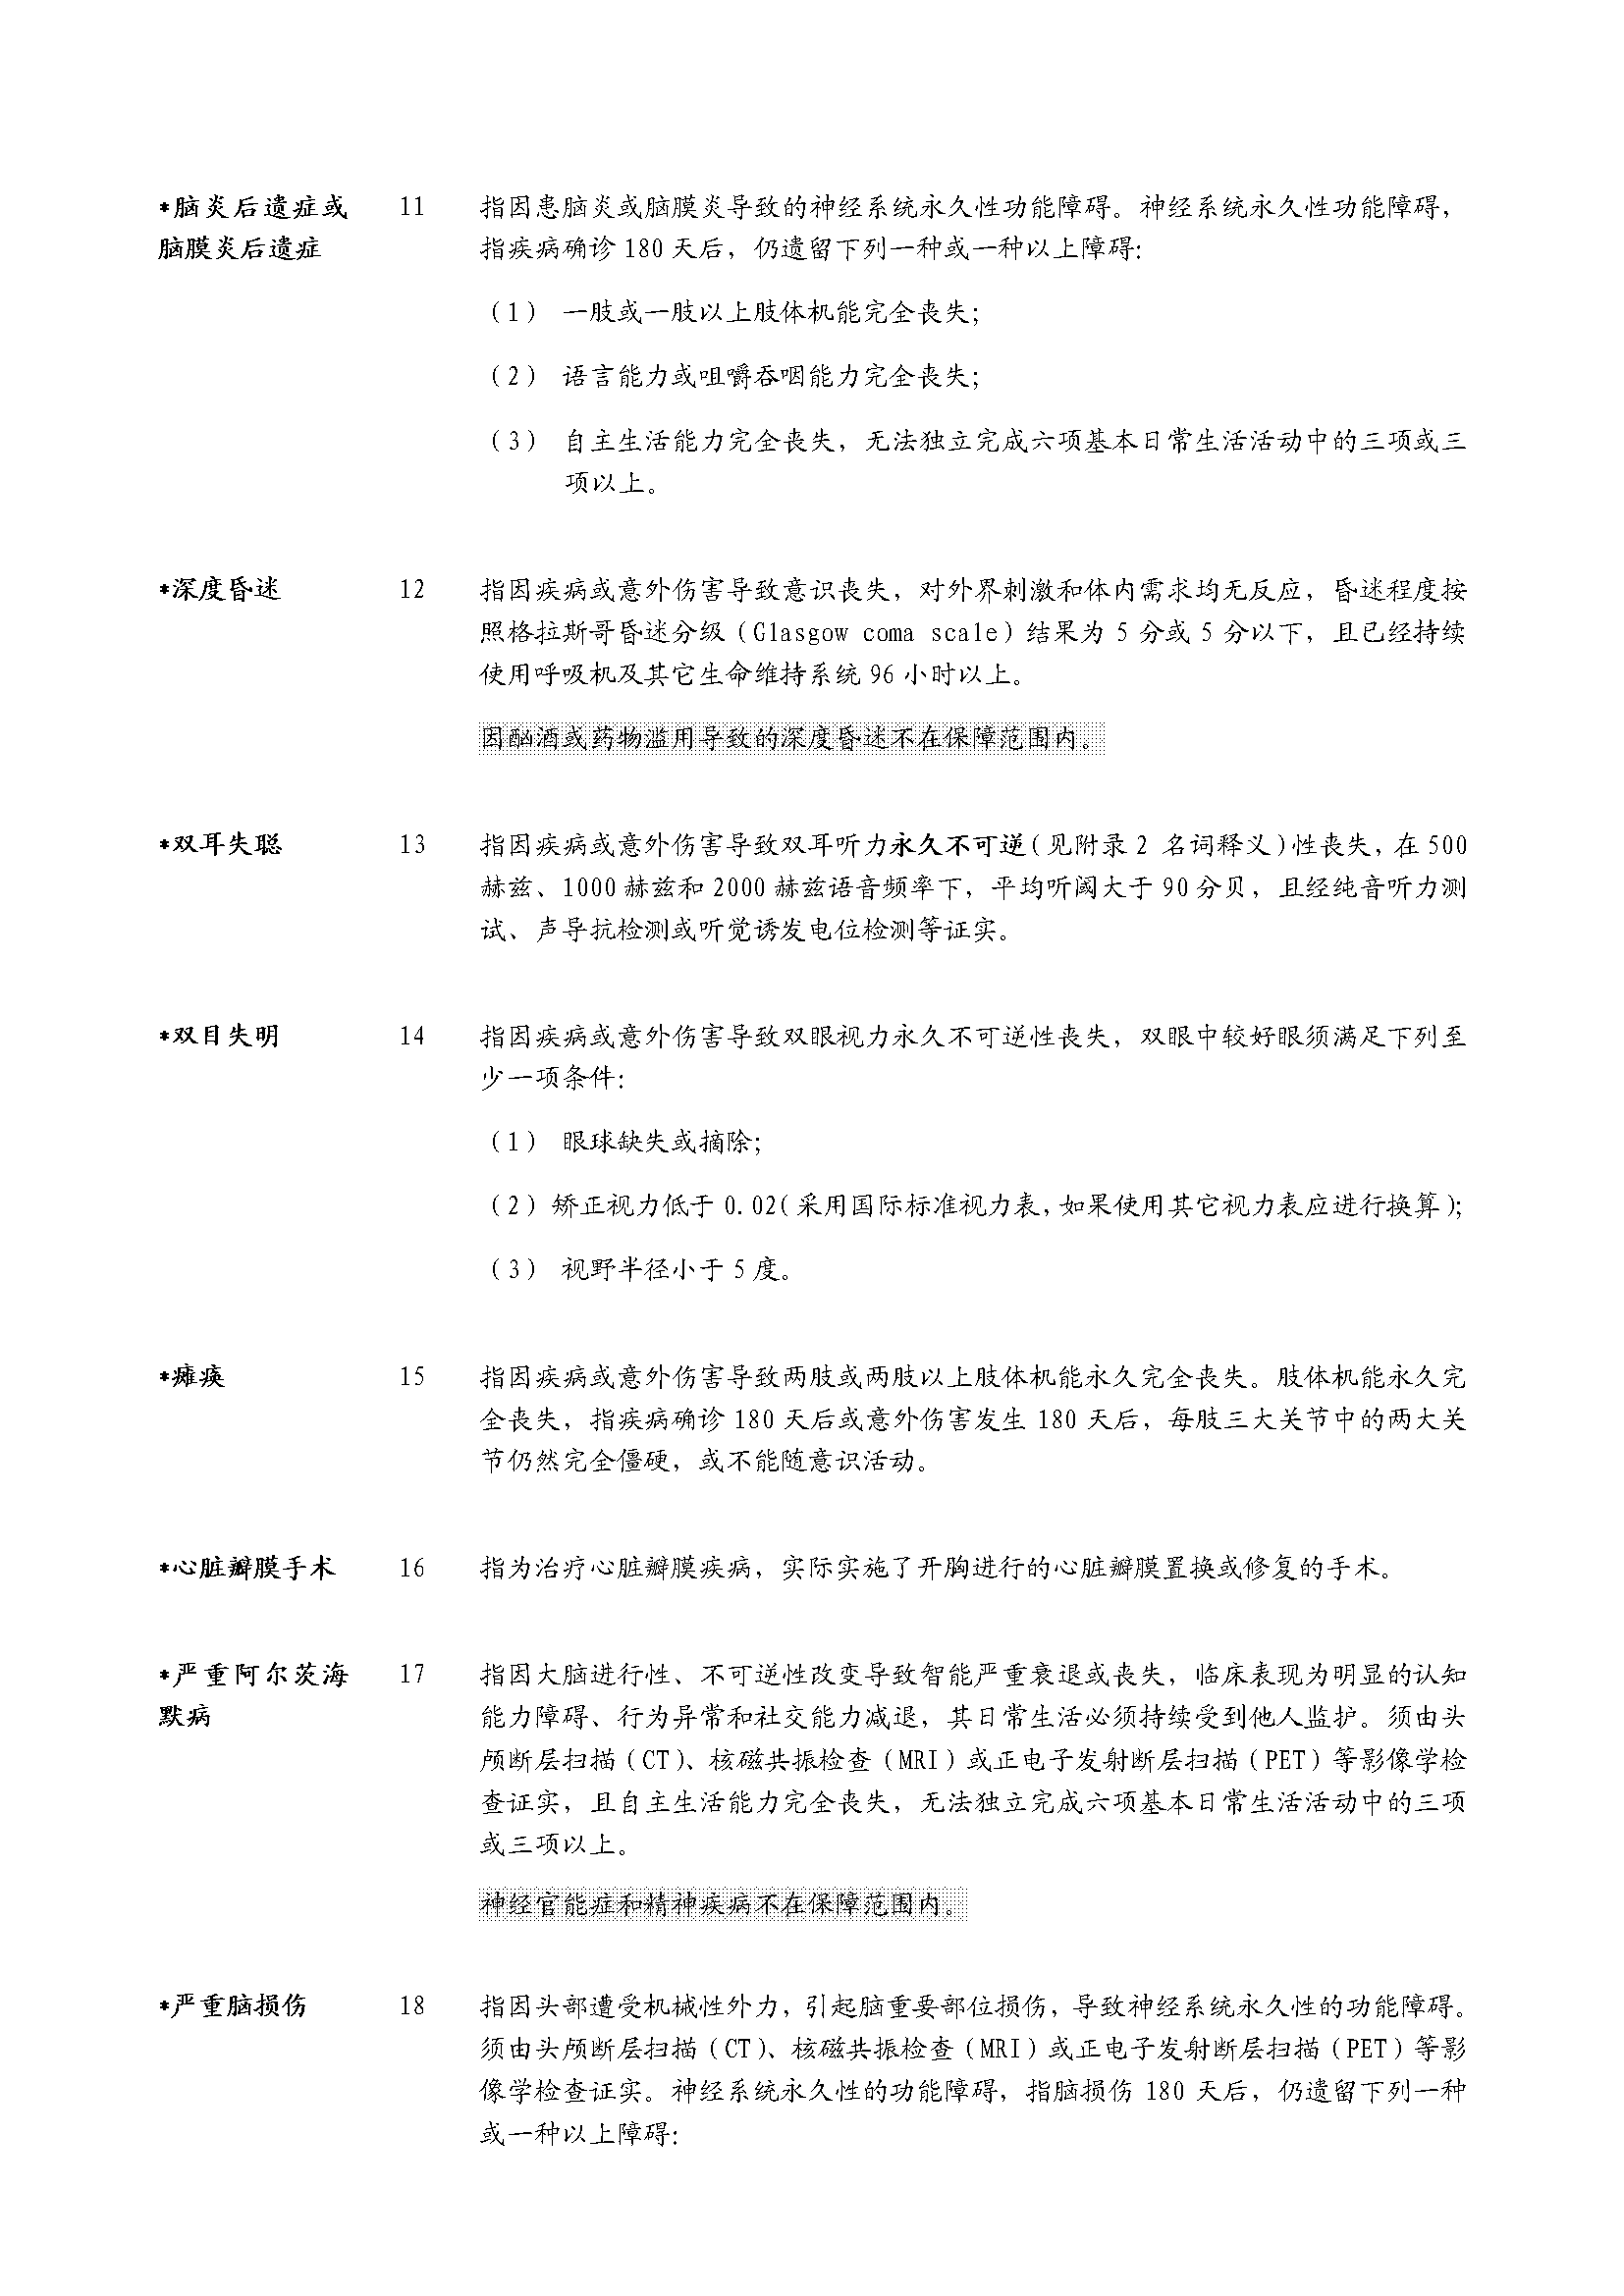 *脑炎后遗症或 11 指因患脑炎或脑膜炎导致的神经系统永久性功能障碍。神经系统永久性功能障碍，
脑膜炎后遗症 指疾病确诊 180 天后，仍遗留下列一种或一种以上障碍：
（1） 一肢或一肢以上肢体机能完全丧失；
（2） 语言能力或咀嚼吞咽能力完全丧失；
（3） 自主生活能力完全丧失，无法独立完成六项基本日常生活活动中的三项或三
项以上。
*深度昏迷 12 指因疾病或意外伤害导致意识丧失，对外界刺激和体内需求均无反应，昏迷程度按
照格拉斯哥昏迷分级（Glasgow coma scale）结果为 5 分或 5 分以下，且已经持续
使用呼吸机及其它生命维持系统 96 小时以上。
因酗酒或药物滥用导致的深度昏迷不在保障范围内。
*双耳失聪 13 指因疾病或意外伤害导致双耳听力永久不可逆（见附录 2 名词释义）性丧失，在 500
赫兹、1000 赫兹和 2000 赫兹语音频率下，平均听阈大于 90 分贝，且经纯音听力测
试、声导抗检测或听觉诱发电位检测等证实。
*双目失明 14 指因疾病或意外伤害导致双眼视力永久不可逆性丧失，双眼中较好眼须满足下列至
少一项条件：
（1） 眼球缺失或摘除；
（2）矫正视力低于 0.02（采用国际标准视力表，如果使用其它视力表应进行换算）；
（3） 视野半径小于 5 度。
*瘫痪 15 指因疾病或意外伤害导致两肢或两肢以上肢体机能永久完全丧失。肢体机能永久完
全丧失，指疾病确诊 180 天后或意外伤害发生 180 天后，每肢三大关节中的两大关
节仍然完全僵硬，或不能随意识活动。
*心脏瓣膜手术 16 指为治疗心脏瓣膜疾病，实际实施了开胸进行的心脏瓣膜置换或修复的手术。
*严重阿尔茨海 17 指因大脑进行性、不可逆性改变导致智能严重衰退或丧失，临床表现为明显的认知
默病 能力障碍、行为异常和社交能力减退，其日常生活必须持续受到他人监护。须由头
颅断层扫描（CT）、核磁共振检查（MRI）或正电子发射断层扫描（PET）等影像学检
查证实，且自主生活能力完全丧失，无法独立完成六项基本日常生活活动中的三项
或三项以上。
神经官能症和精神疾病不在保障范围内。
*严重脑损伤 18 指因头部遭受机械性外力，引起脑重要部位损伤，导致神经系统永久性的功能障碍。
须由头颅断层扫描（CT）、核磁共振检查（MRI）或正电子发射断层扫描（PET）等影
像学检查证实。神经系统永久性的功能障碍，指脑损伤 180 天后，仍遗留下列一种
或一种以上障碍：